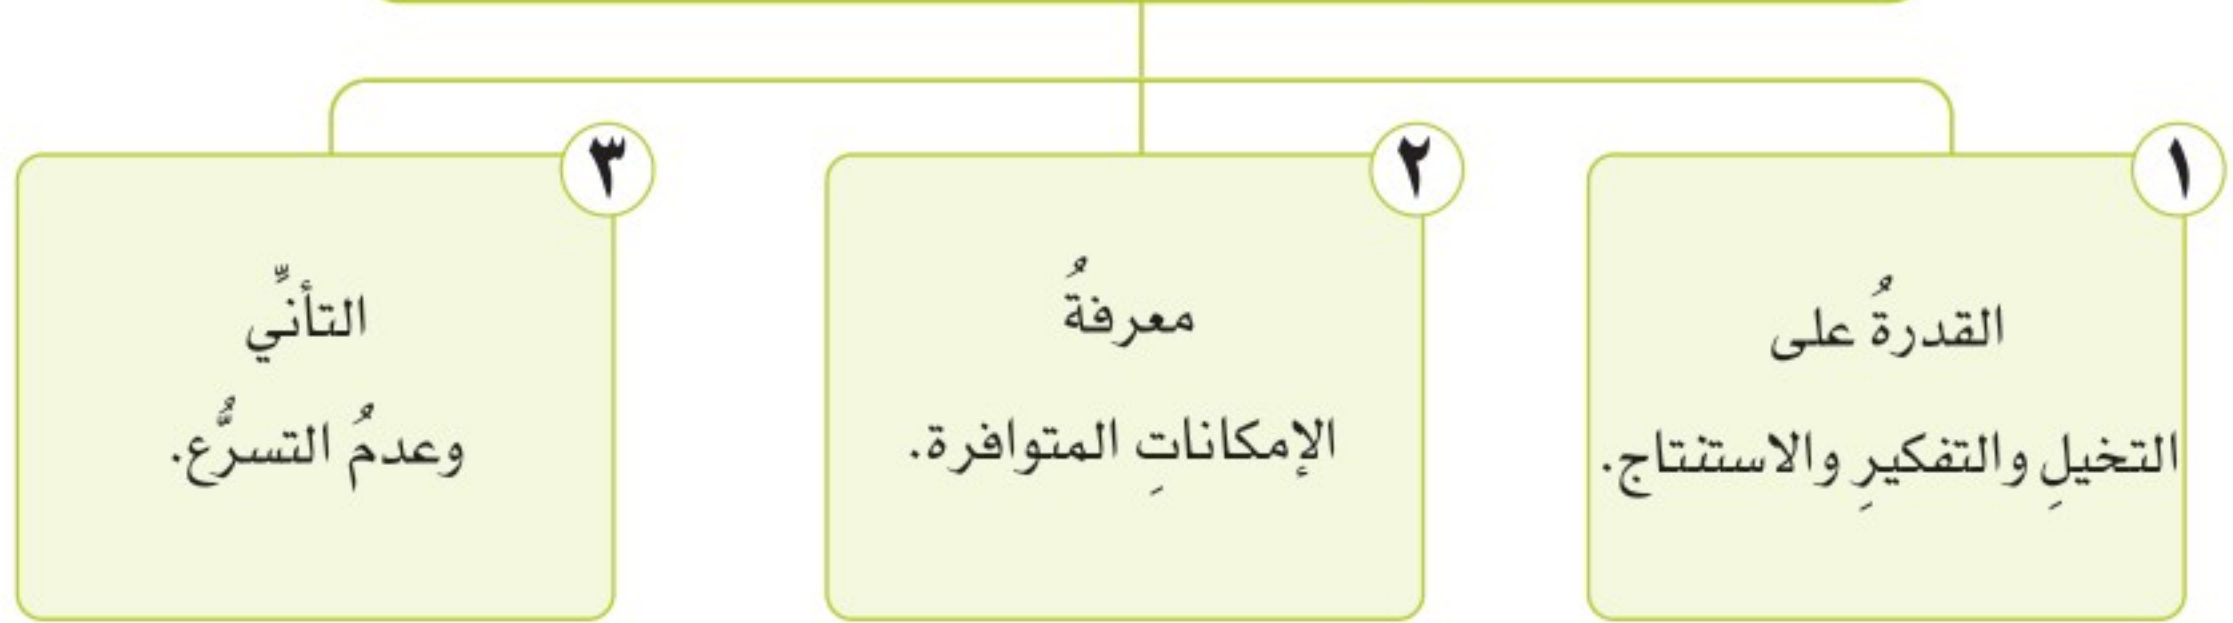 ١
القدرةُ على
التخيلِ والتفكيرِ والاستنتاج.
٢
معرفةُ
الإمكاناتِ المتوافرة.
٣
التأنِّي
وعدمُ التسرُّع.